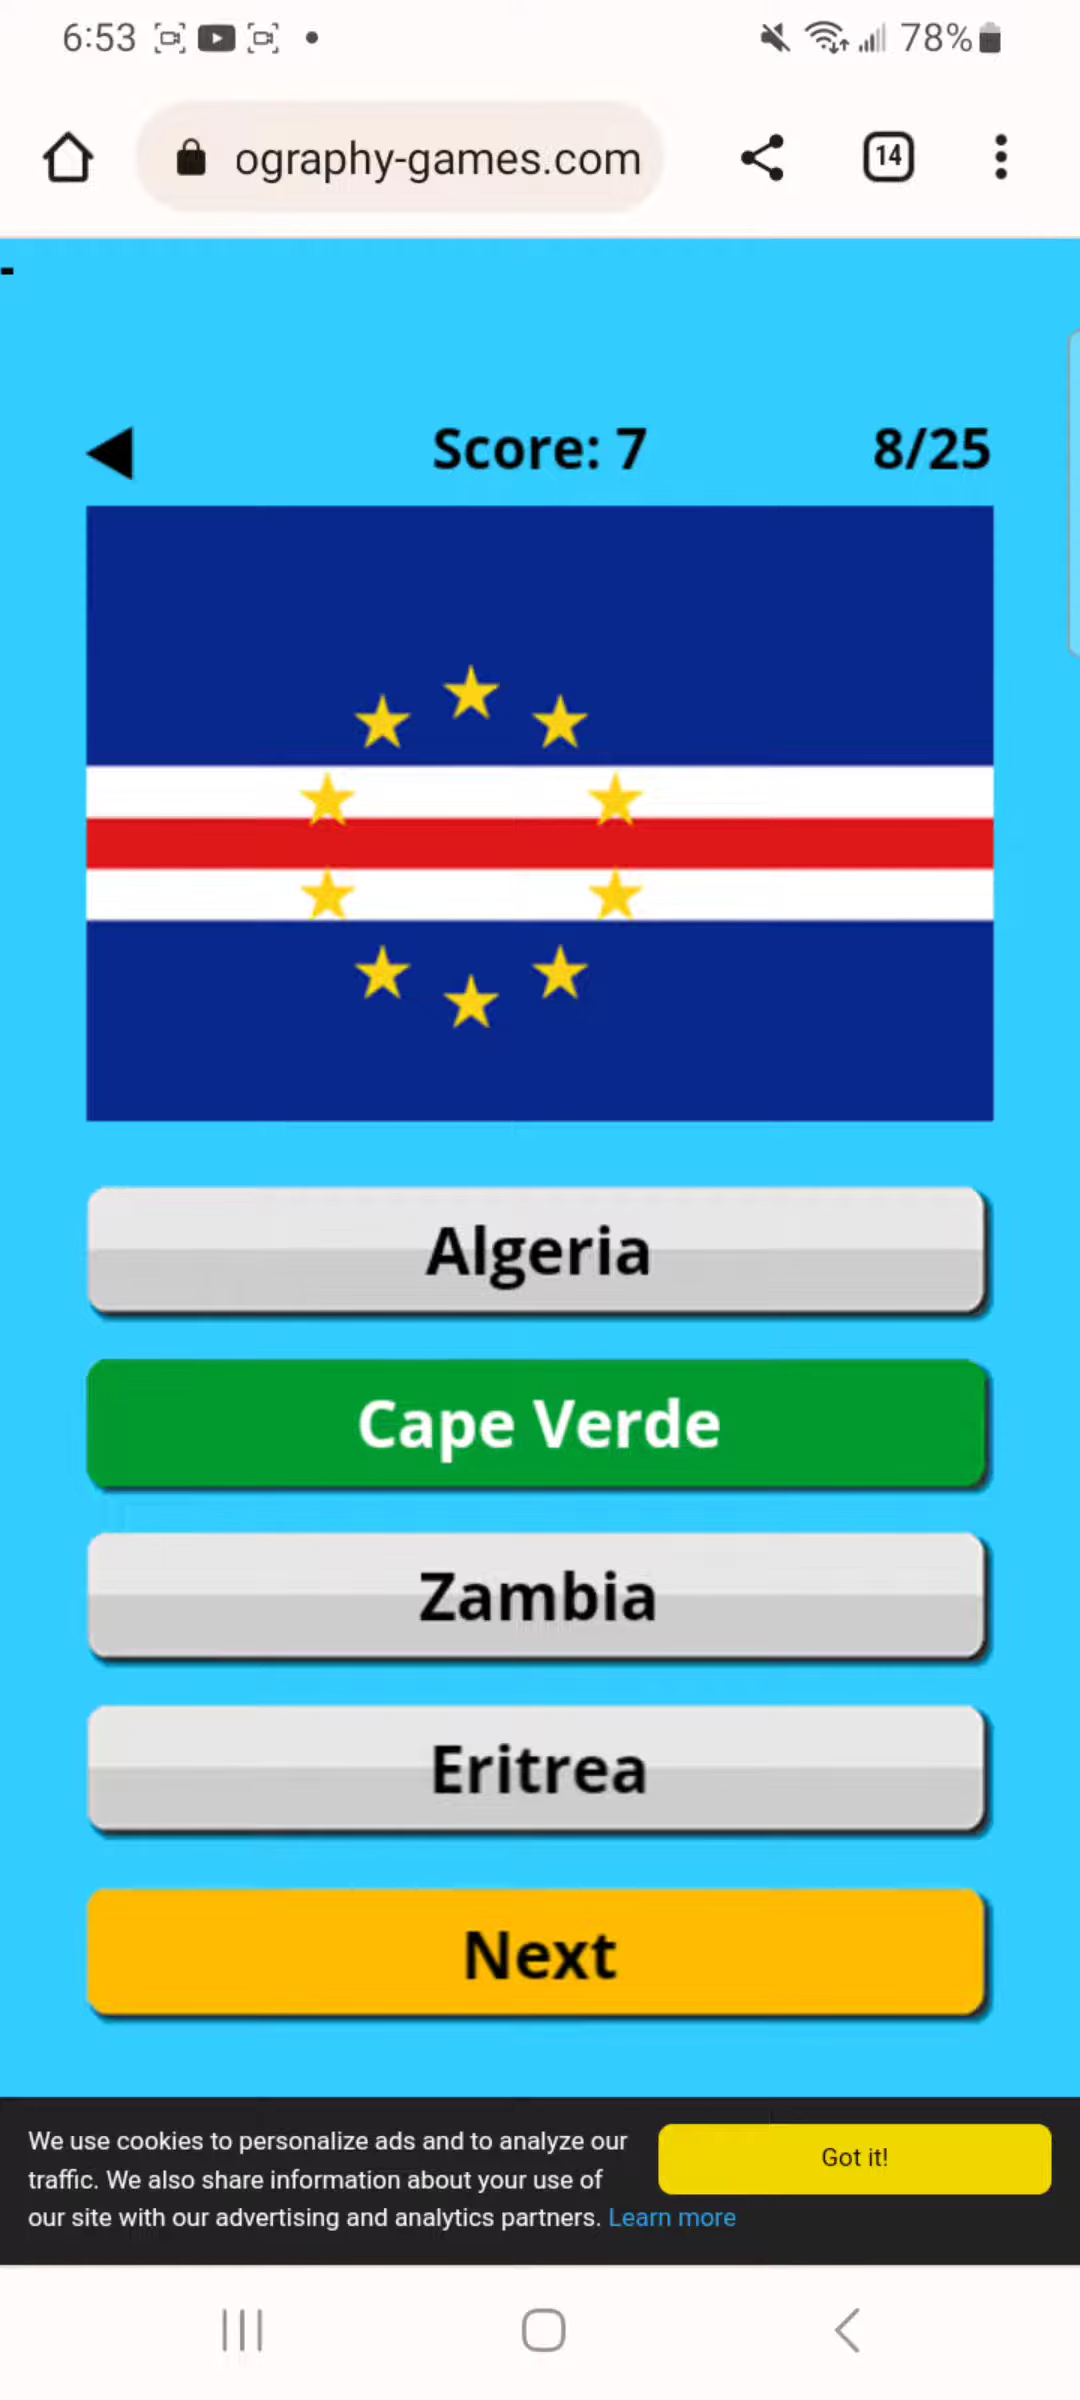 6:53
78%
ography-games.com
14
-
Score: 7
8/25
Algeria
Cape Verde
Zambia
Eritrea
Next
We use cookies to personalize ads and to analyze our
traffic. We also share information about your use of
our site with our advertising and analytics partners. Learn more
Got it!